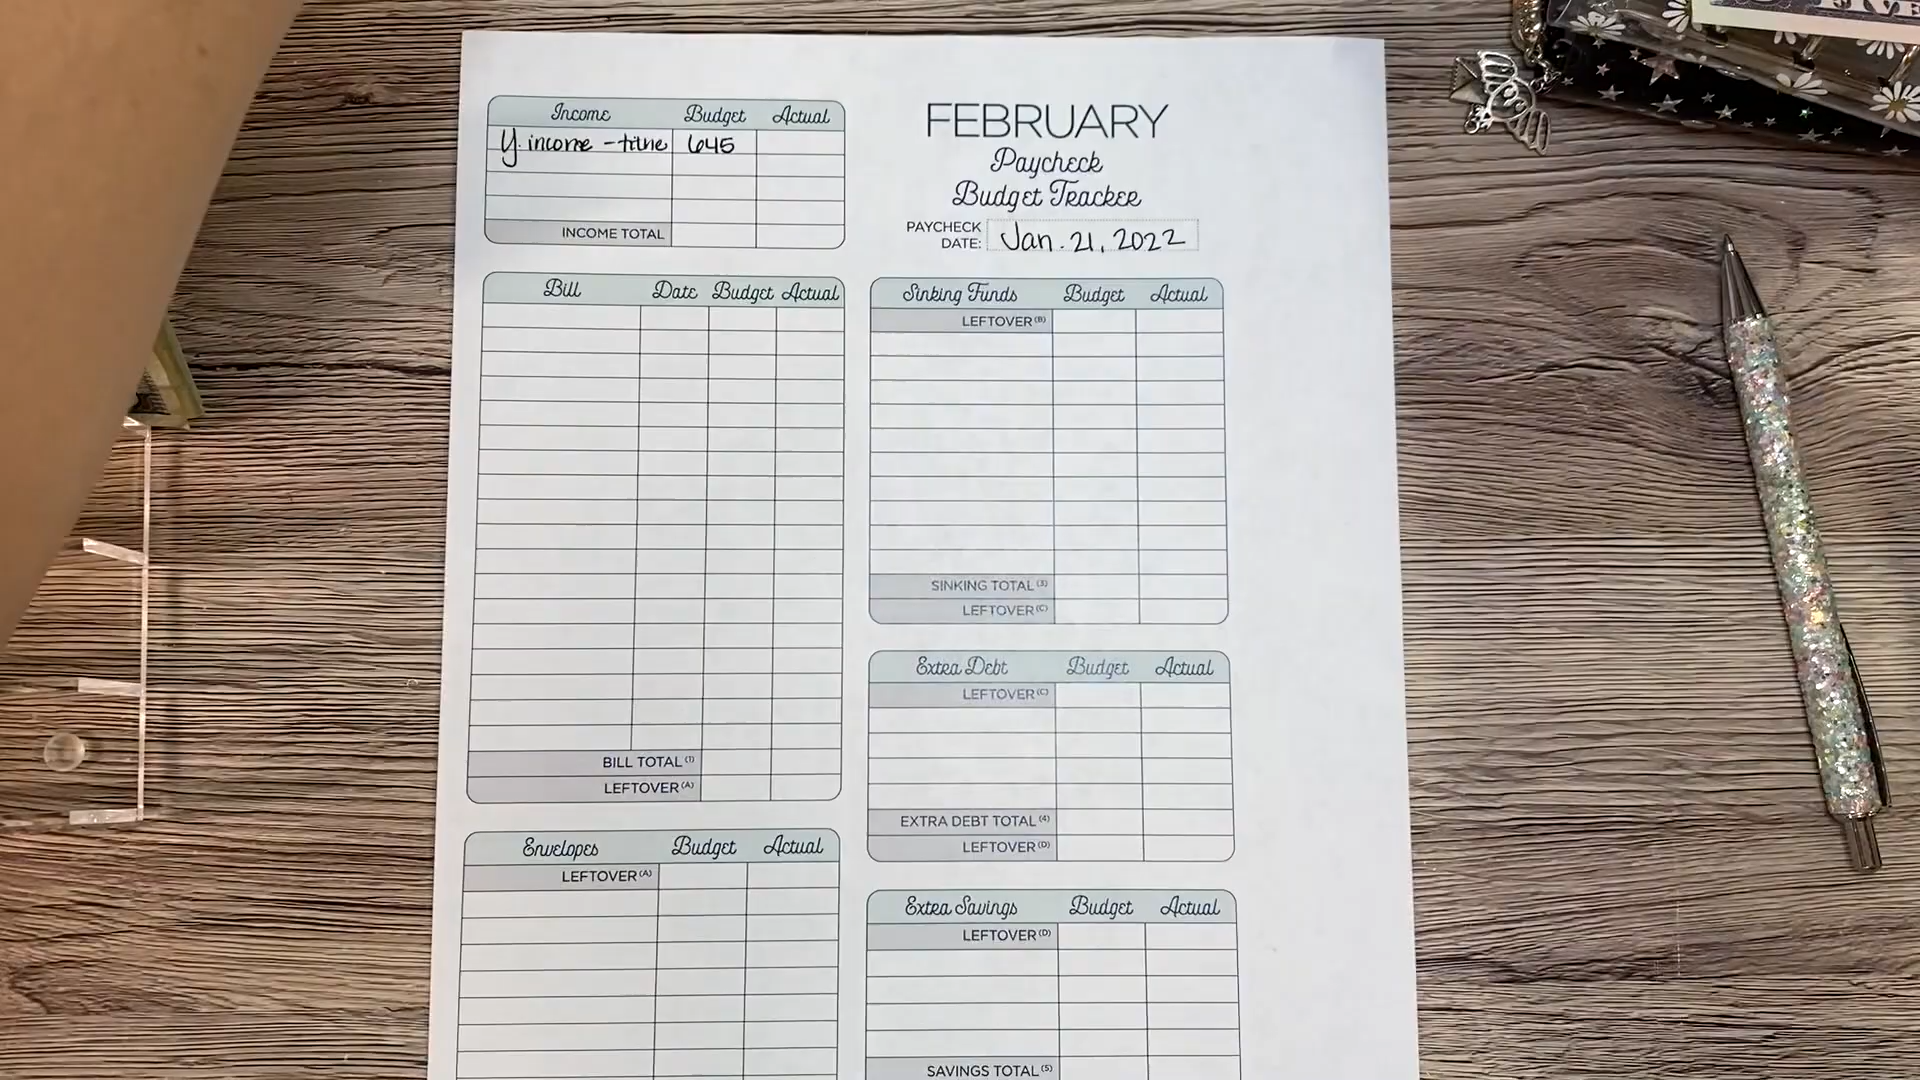 Income Budget Actual
Y. income - tithe 645
INCOME TOTAL
FEBRUARY
Paycheck
Budget Tracker
PAYCHECK
DATE: Jan. 21, 2022
Bill Date Budget Actual
BILL TOTAL (1)
LEFTOVER (A)
Envelopes Budget Actual
LEFTOVER (A)
Sinking Funds Budget Actual
LEFTOVER (B)
SINKING TOTAL (3)
LEFTOVER (C)
Extra Debt Budget Actual
LEFTOVER (C)
EXTRA DEBT TOTAL (4)
LEFTOVER (D)
Extra Savings Budget Actual
LEFTOVER (D)
SAVINGS TOTAL (5)